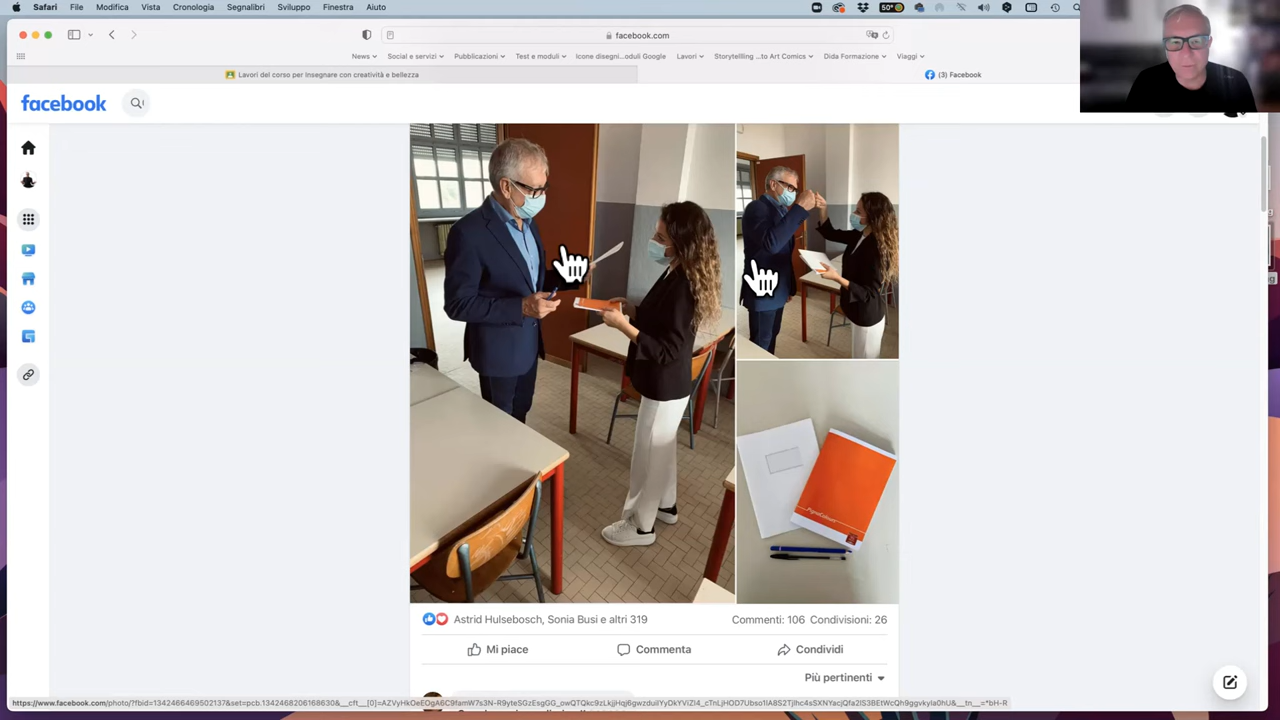 Safari File Modifica Vista Cronologia Segnalibri Sviluppo Finestra Aiuto
50°
facebook.com
News Social e servizi Pubblicazioni Test e moduli Icone disegni...oduli Google Lavori Storytelling ...to Art Comics Dida Formazione Viaggi
Lavori del corso per Insegnare con creatività e bellezza
(3) Facebook
facebook
Astrid Hulsebosch, Sonia Busi e altri 319
Commenti: 106 Condivisioni: 26
Mi piace Commenta Condividi
Più pertinenti